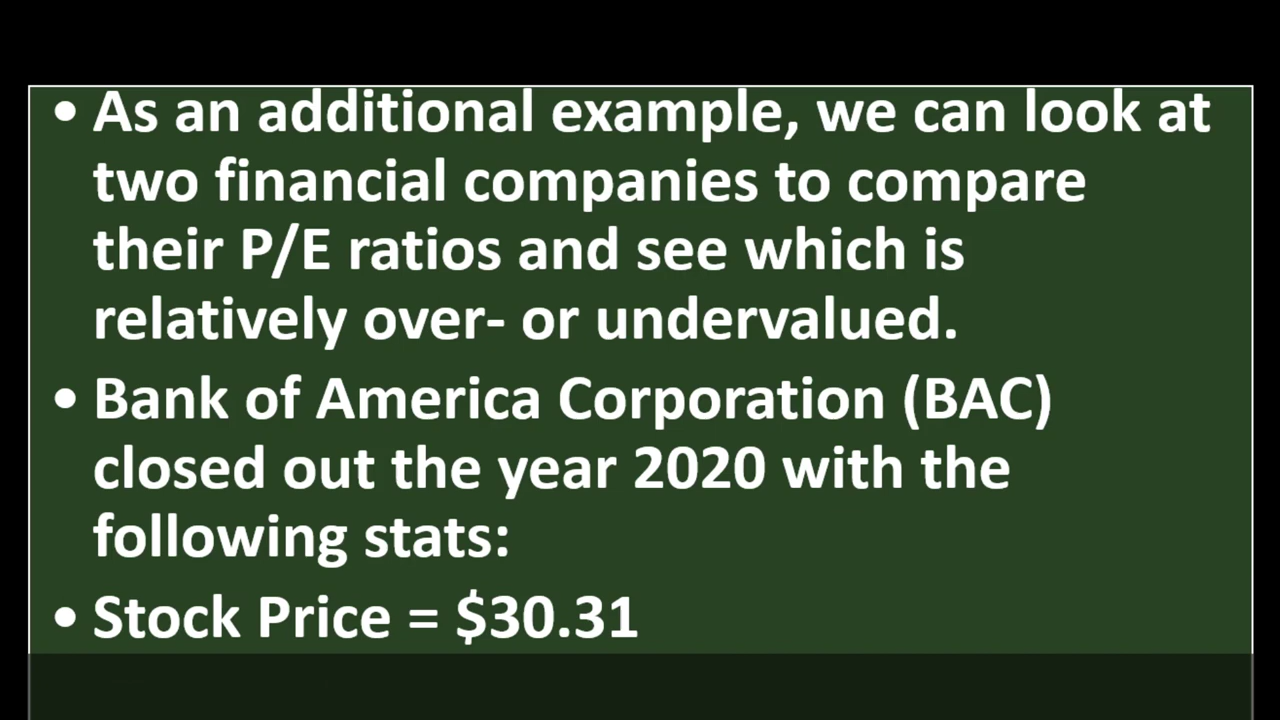 • As an additional example, we can look at
two financial companies to compare
their P/E ratios and see which is
relatively over- or undervalued.
• Bank of America Corporation (BAC)
closed out the year 2020 with the
following stats:
• Stock Price = $30.31